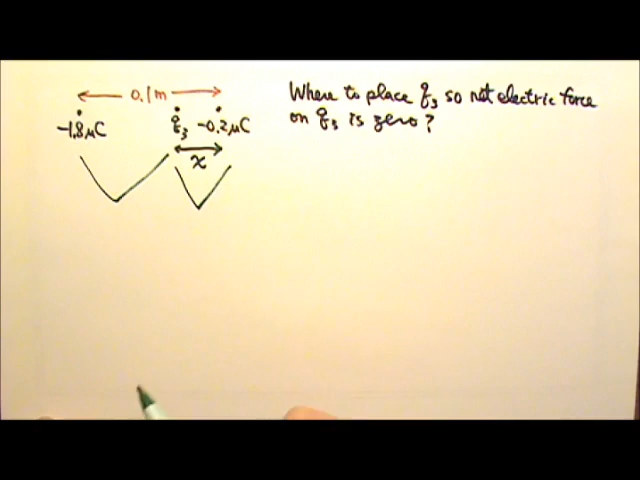 0.1m
-1.8μC
q₃ -0.2μC
x
Where to place q₃ so net electric force
on q₃ is zero?